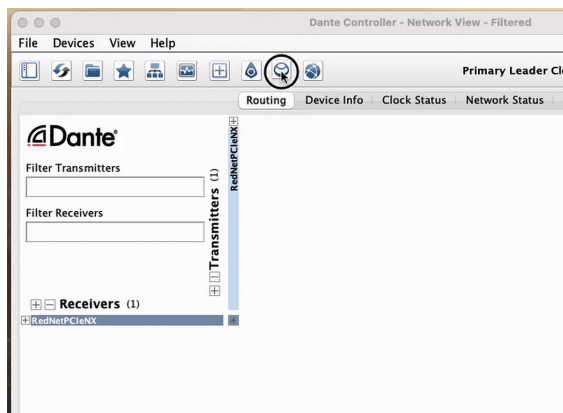 Dante Controller - Network View - Filtered
File Devices View Help
Primary Leader Cl
Routing Device Info Clock Status Network Status
Dante
Filter Transmitters
Filter Receivers
Transmitters (1)
RedNetPCIeNX
Receivers (1)
RedNetPCIeNX